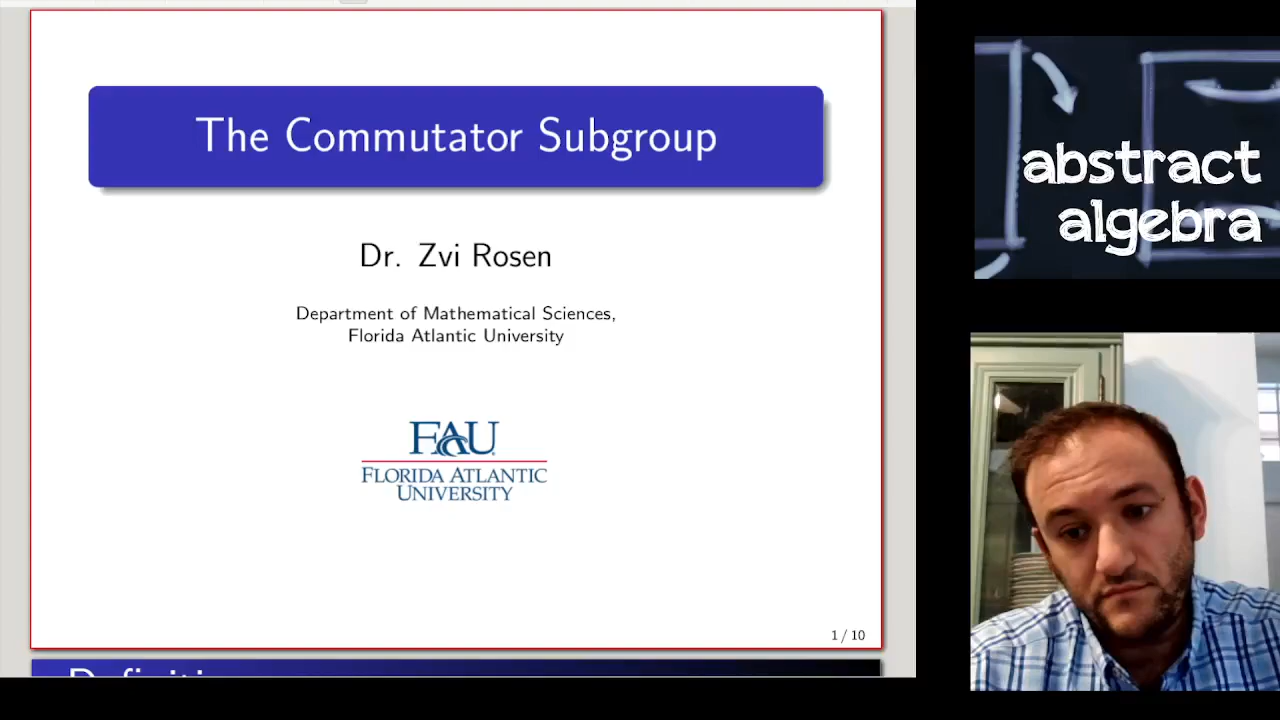 The Commutator Subgroup
Dr. Zvi Rosen
Department of Mathematical Sciences,
Florida Atlantic University
FAU
FLORIDA ATLANTIC
UNIVERSITY
1 / 10
abstract
algebra